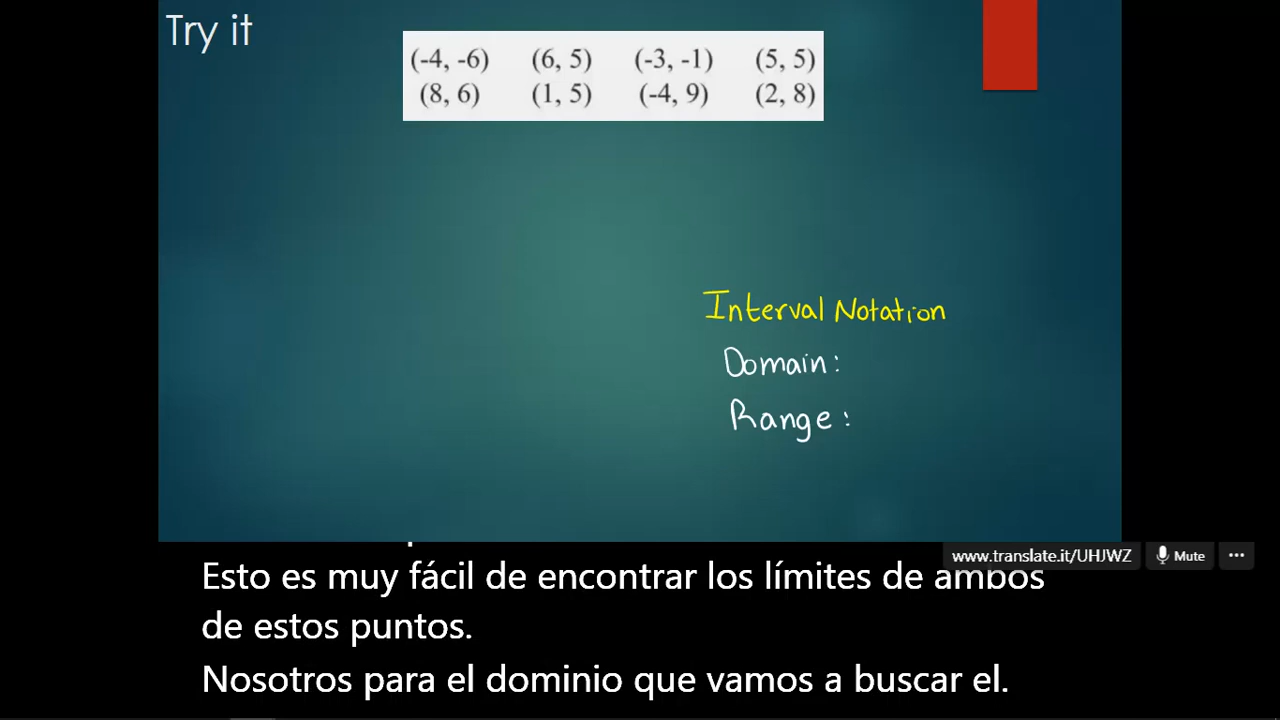 Try it
(-4, -6) (6, 5) (-3, -1) (5, 5)
(8, 6) (1, 5) (-4, 9) (2, 8)
Interval Notation
Domain:
Range:
www.translate.it/UHJWZ Mute ...
Esto es muy fácil de encontrar los límites de ambos
de estos puntos.
Nosotros para el dominio que vamos a buscar el.